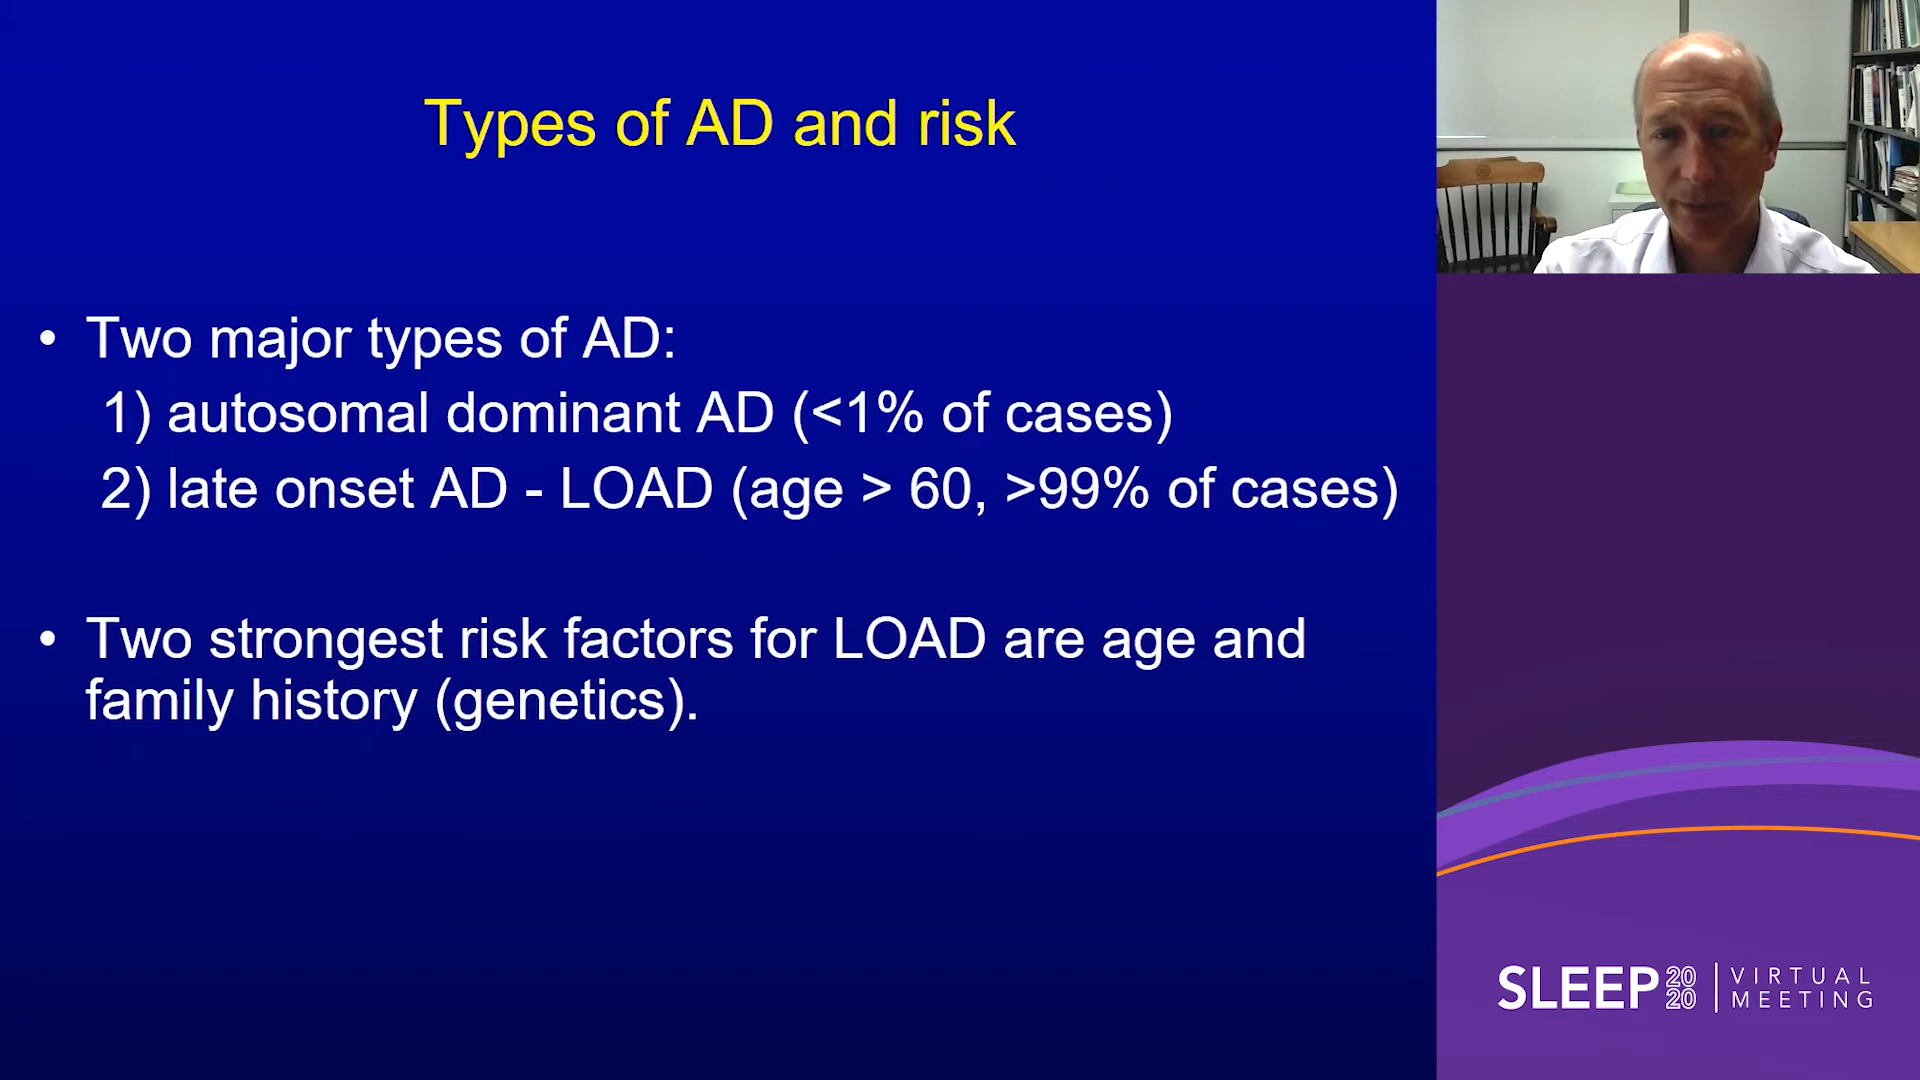 Types of AD and risk
• Two major types of AD:
1) autosomal dominant AD (<1% of cases)
2) late onset AD - LOAD (age > 60, >99% of cases)
• Two strongest risk factors for LOAD are age and
family history (genetics).
SLEEP 2020 | VIRTUAL
MEETING